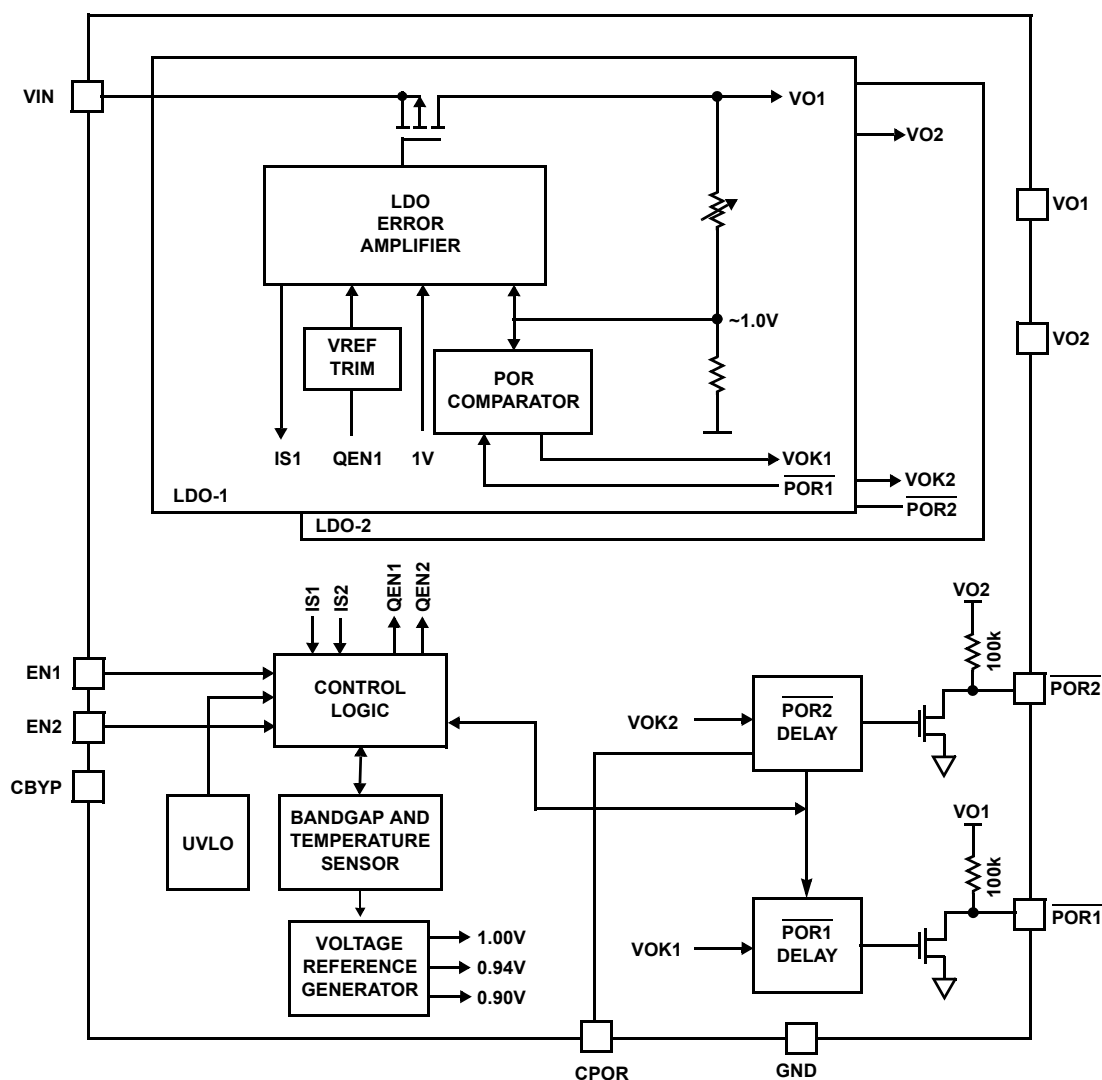 VIN
VO1
VO2
LDO
ERROR
AMPLIFIER
VO1
~1.0V
VREF
TRIM
POR
COMPARATOR
VO2
IS1
QEN1
1V
VOK1
POR1
VOK2
POR2
LDO-1
LDO-2
IS1
IS2
QEN1
QEN2
VO2
100k
EN1
CONTROL
LOGIC
POR2
EN2
VOK2
POR2
DELAY
CBYP
UVLO
BANDGAP AND
TEMPERATURE
SENSOR
VO1
100k
VOLTAGE
REFERENCE
GENERATOR
1.00V
0.94V
0.90V
VOK1
POR1
DELAY
POR1
CPOR
GND